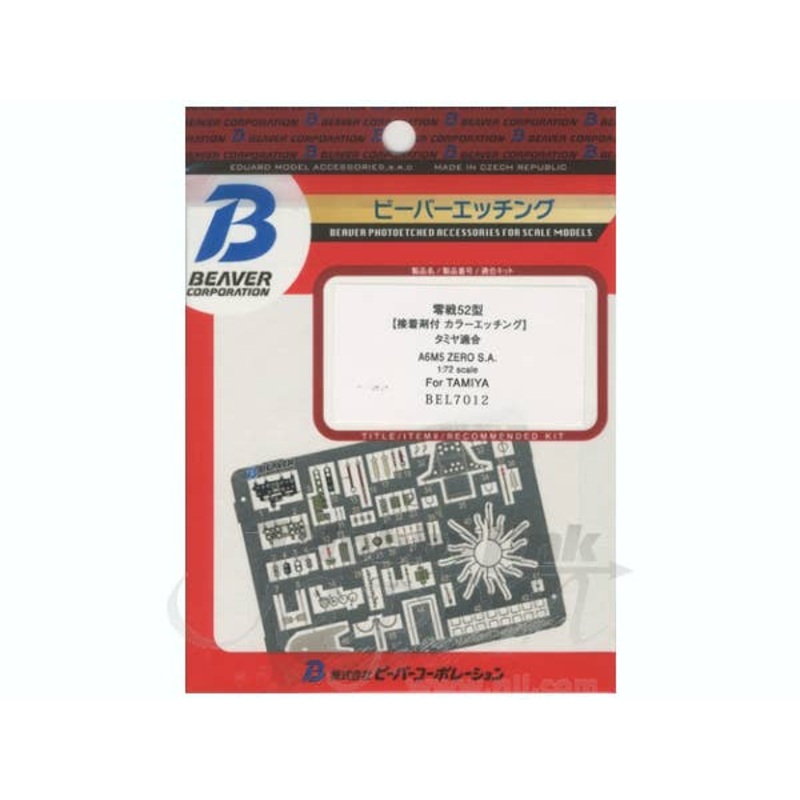 BEAVER CORPORATION B BEAVER CORPORATION B BEAVER CORPORATION
B BEAVER CORPORATION B BEAVER CORPORATION
EDUARD MODEL ACCESSORIES,s.r.o MADE IN CZECH REPUBLIC
B
BEAVER
CORPORATION
ビーバーエッチング
BEAVER PHOTOETCHED ACCESSORIES FOR SCALE MODELS
製品名/製品番号/適合キット
零戦52型
【接着剤付 カラーエッチング】
タミヤ適合
A6M5 ZERO S.A.
1:72 scale
For TAMIYA
BEL7012
TITLE/ITEM#/RECOMMENDED KIT
B BEAVER
B 株式会社ビーバーコーポレーション